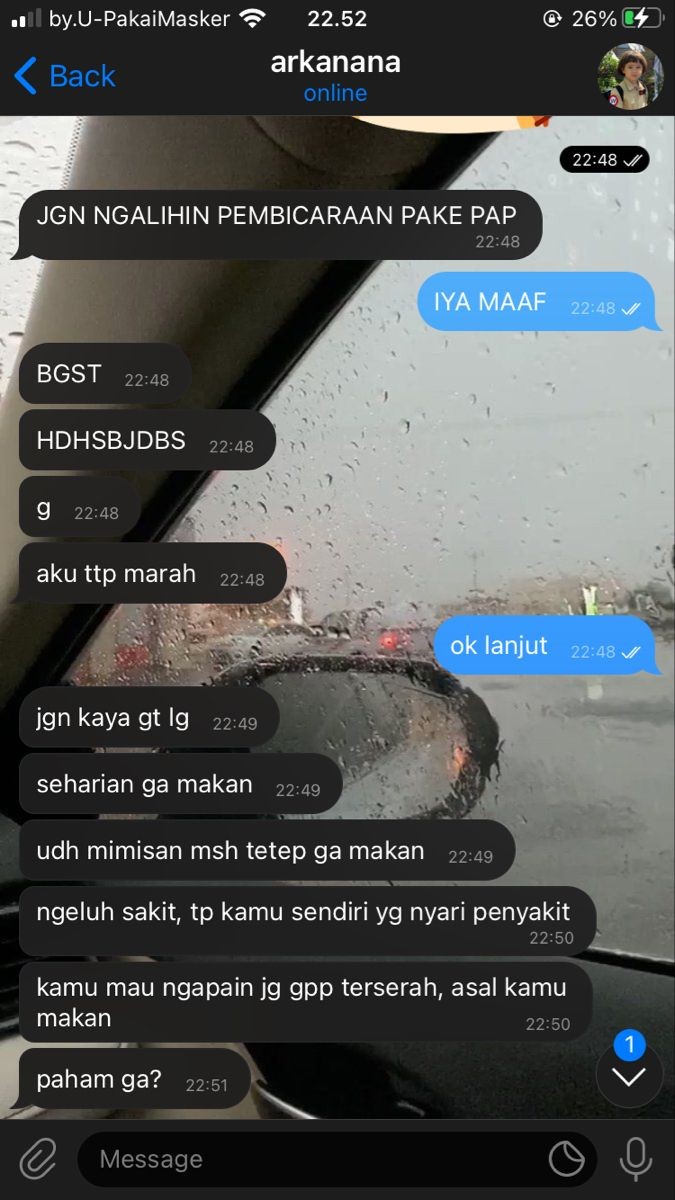 by.U-PakaiMasker 22.52 26%
Back arkanana
online
22:48
JGN NGALIHIN PEMBICARAAN PAKE PAP
22:48
IYA MAAF 22:48
BGST 22:48
HDHSBJDBS 22:48
g 22:48
aku ttp marah 22:48
ok lanjut 22:48
jgn kaya gt lg 22:49
seharian ga makan 22:49
udh mimisan msh tetep ga makan 22:49
ngeluh sakit, tp kamu sendiri yg nyari penyakit
22:50
kamu mau ngapain jg gpp terserah, asal kamu
makan 22:50
1
paham ga? 22:51
Message